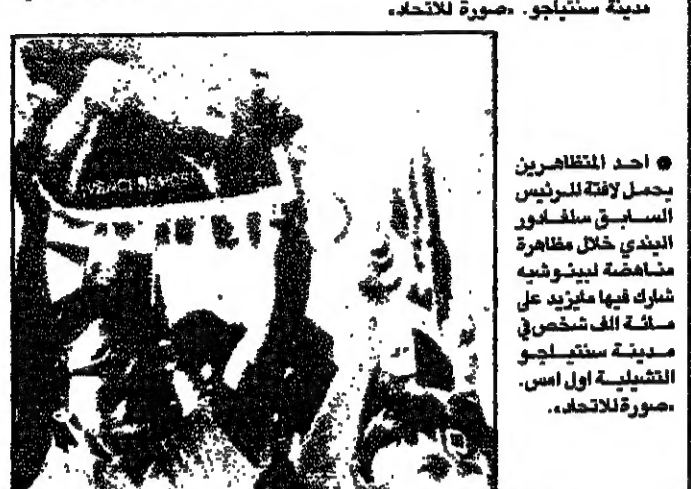 مدينة سنتياجو. «صورة للاتحاد»
● احد المتظاهرين
يحمل لافتة للرئيس
السابق سلفادور
اليندي خلال مظاهرة
مناهضة لبينوشيه
شارك فيها مايزيد على
مائة الف شخص في
مدينة سنتياجو
التشيلية اول امس.
«صورة للاتحاد».